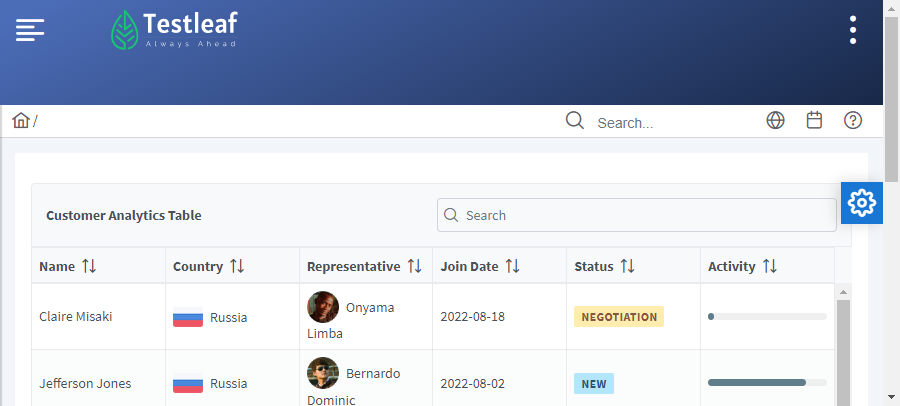 Testleaf
Always Ahead
/
Search...
Customer Analytics Table
Search
Name Country Representative Join Date Status Activity
Claire Misaki Russia Onyama Limba 2022-08-18 NEGOTIATION
Jefferson Jones Russia Bernardo Dominic 2022-08-02 NEW